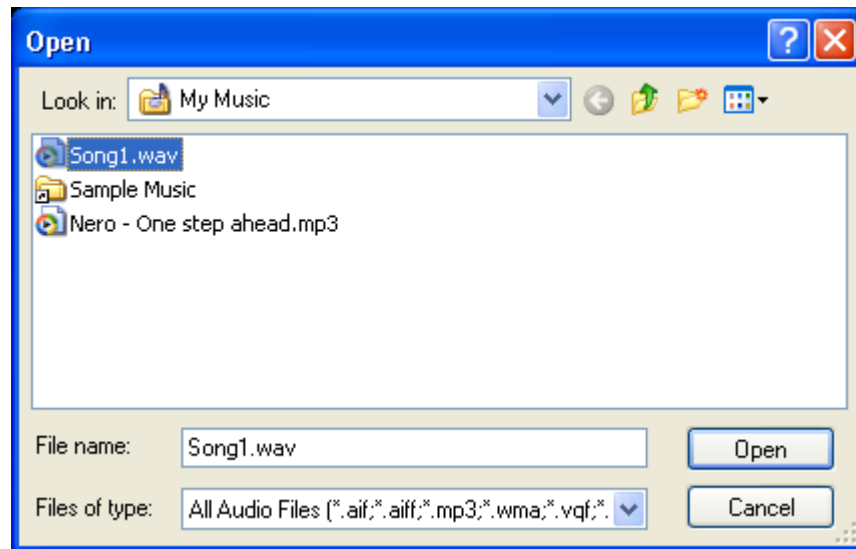 Open
Look in: My Music
Song1.wav
Sample Music
Nero - One step ahead.mp3
File name: Song1.wav Open
Files of type: All Audio Files (*.aif;*.aiff;*.mp3;*.wma;*.vqf;*. Cancel